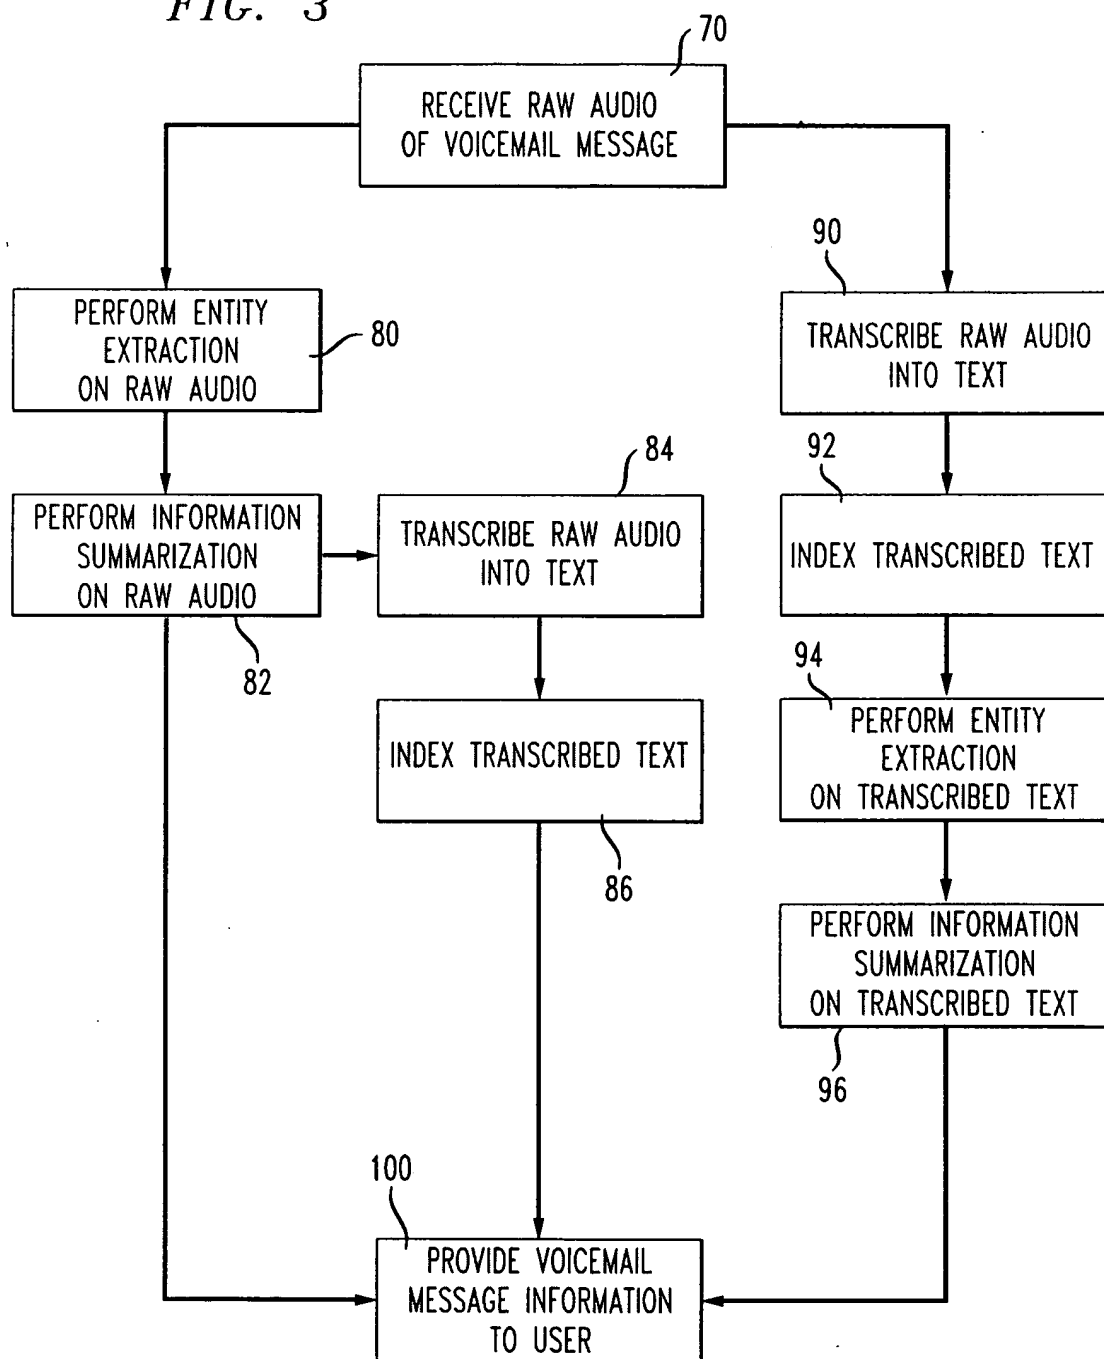 FIG. 3
70
RECEIVE RAW AUDIO
OF VOICEMAIL MESSAGE
90
PERFORM ENTITY
EXTRACTION
ON RAW AUDIO
80
TRANSCRIBE RAW AUDIO
INTO TEXT
92
84
PERFORM INFORMATION
SUMMARIZATION
ON RAW AUDIO
82
TRANSCRIBE RAW AUDIO
INTO TEXT
INDEX TRANSCRIBED TEXT
94
INDEX TRANSCRIBED TEXT
86
PERFORM ENTITY
EXTRACTION
ON TRANSCRIBED TEXT
PERFORM INFORMATION
SUMMARIZATION
ON TRANSCRIBED TEXT
96
100
PROVIDE VOICEMAIL
MESSAGE INFORMATION
TO USER